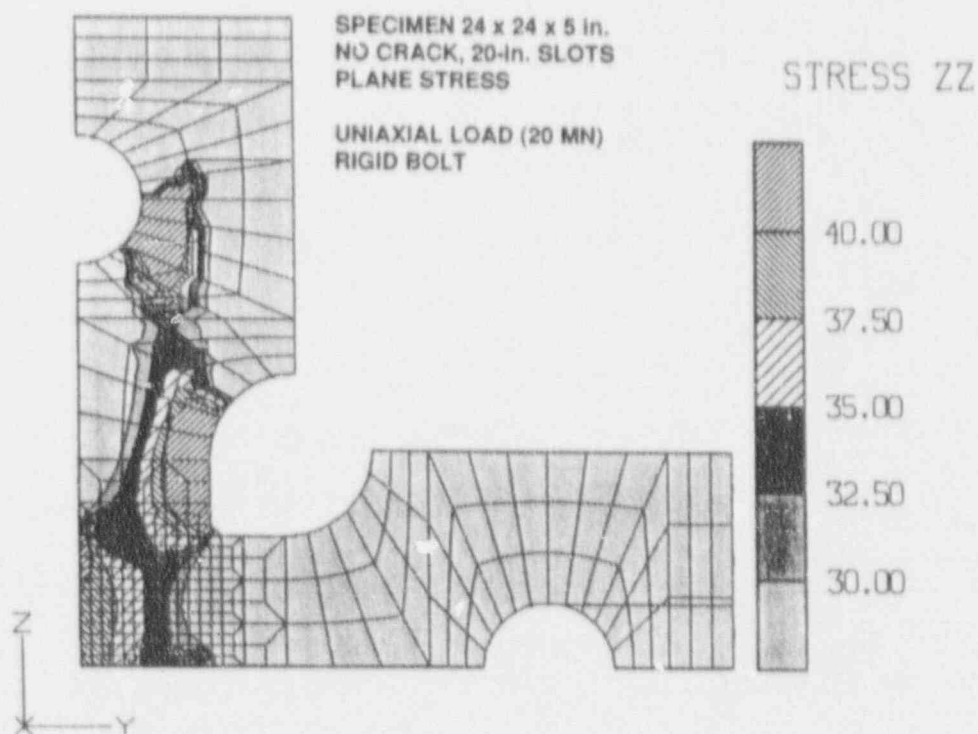 SPECIMEN 24 x 24 x 5 in.
NO CRACK, 20-in. SLOTS
PLANE STRESS
UNIAXIAL LOAD (20 MN)
RIGID BOLT
STRESS ZZ
40.00
37.50
35.00
32.50
30.00
Z
X Y